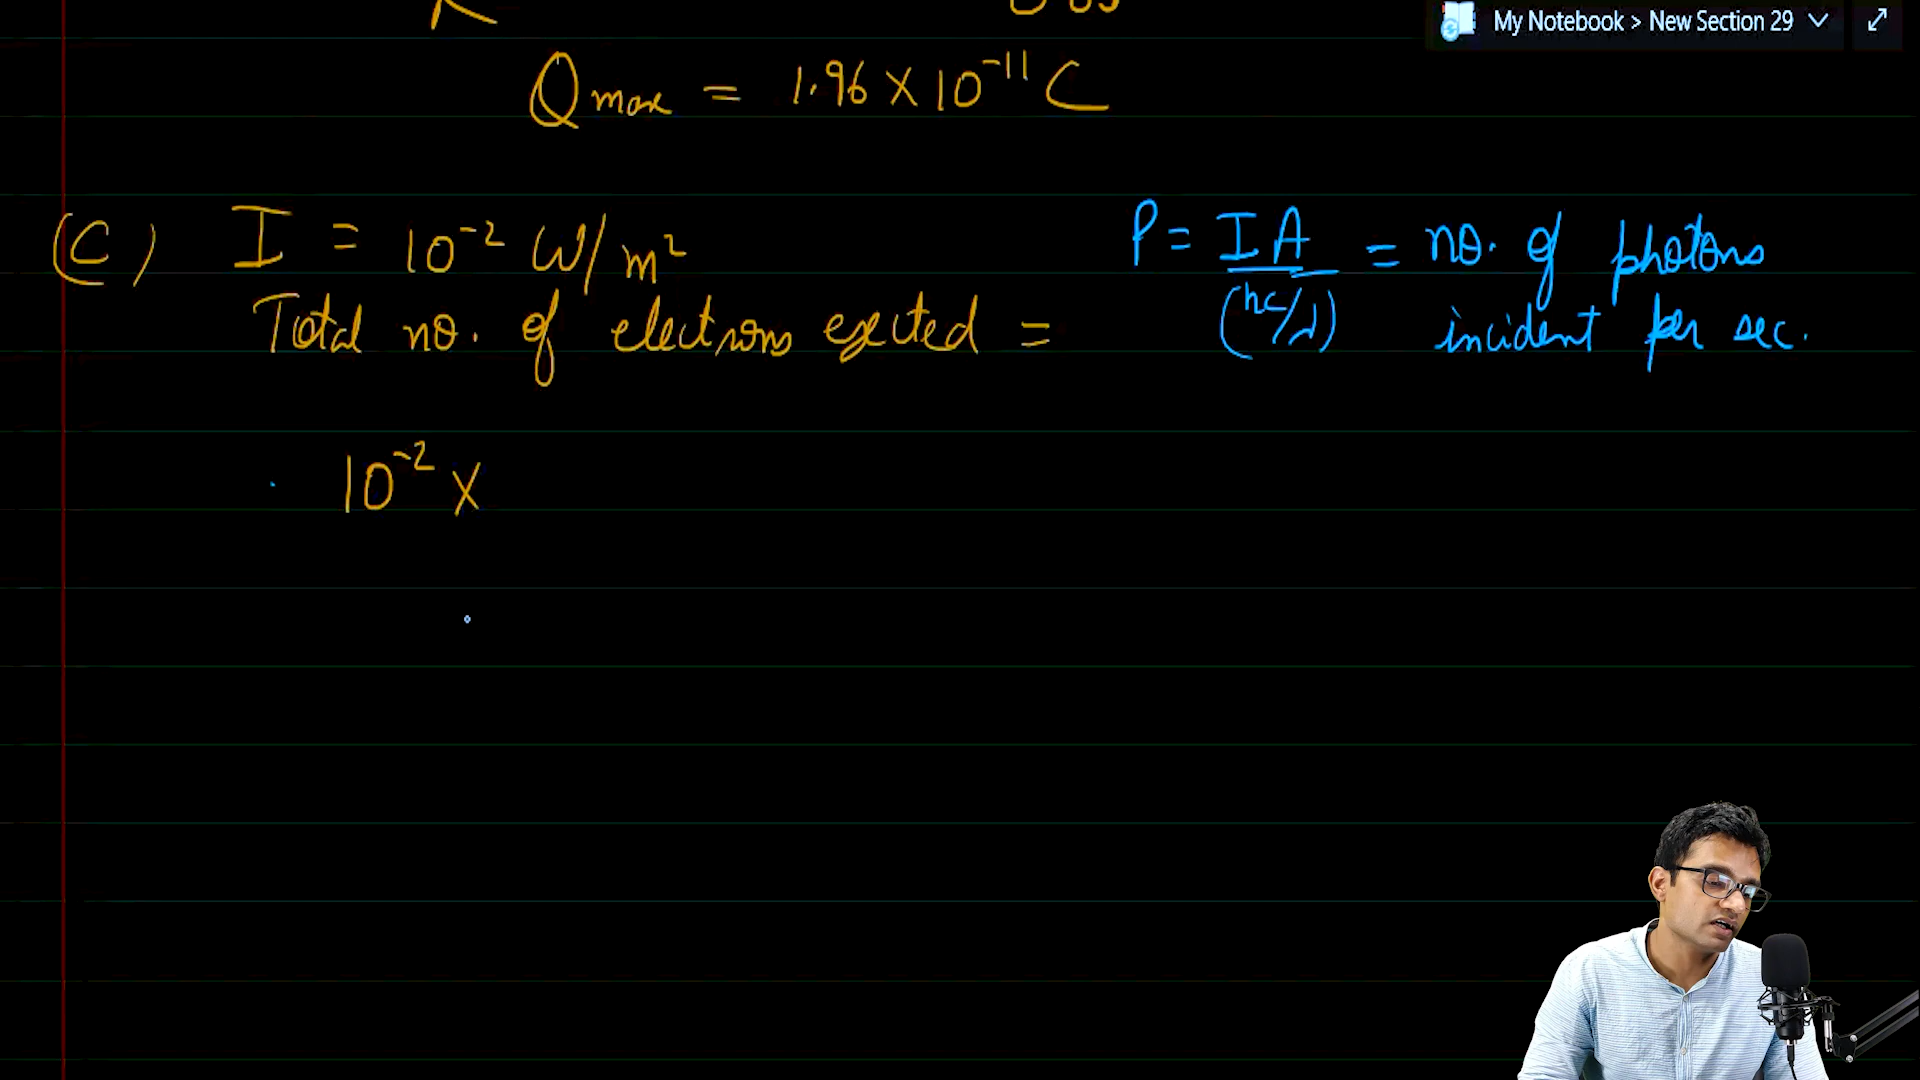 My Notebook > New Section 29
Qmax = 1.96 X 10⁻¹¹ C
(C) I = 10⁻² W/m²
Total no. of electrons ejected =
P = IA = no. of photons
(hc/λ) incident per sec.
10⁻² X